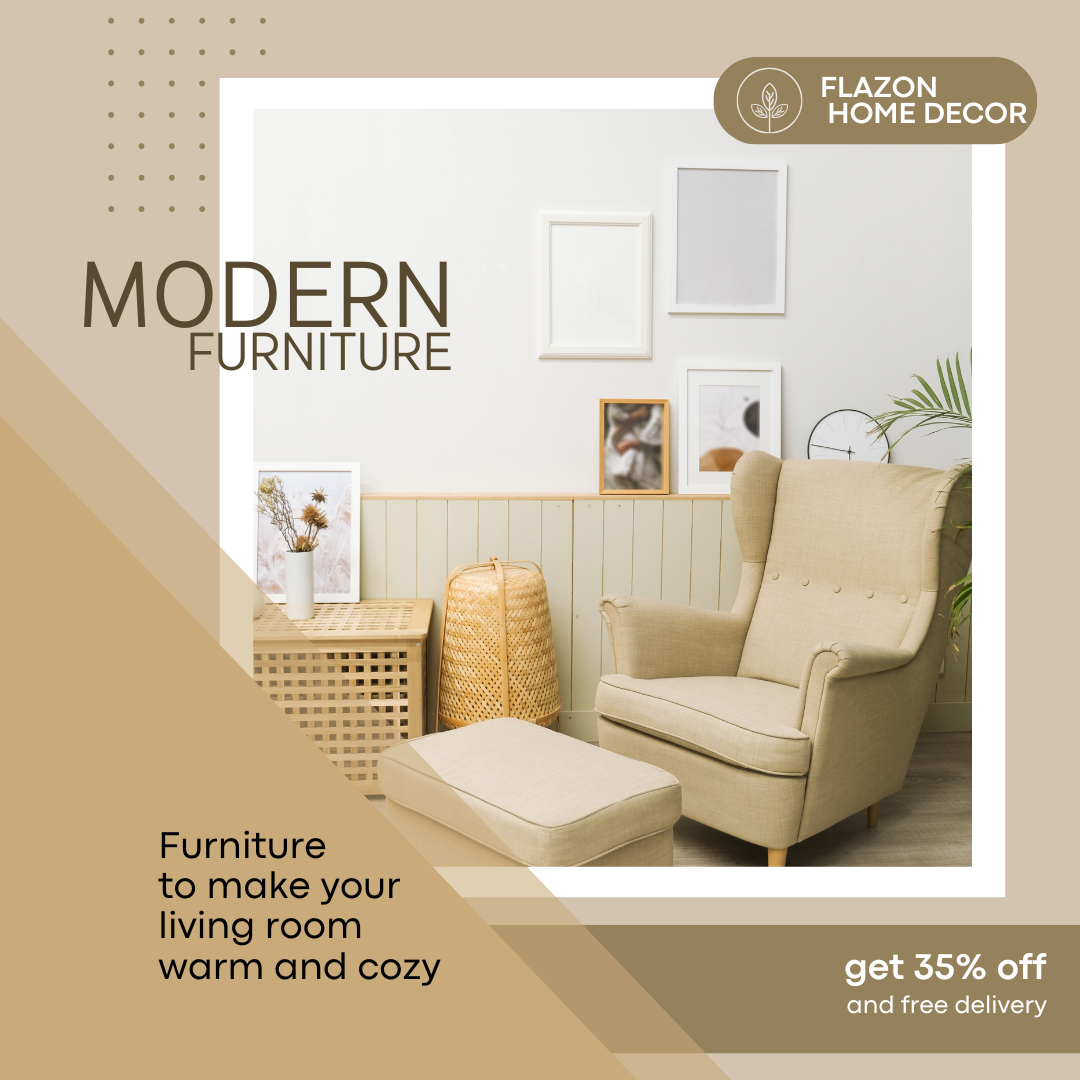 FLAZON
HOME DECOR
MODERN
FURNITURE
Furniture
to make your
living room
warm and cozy
get 35% off
and free delivery